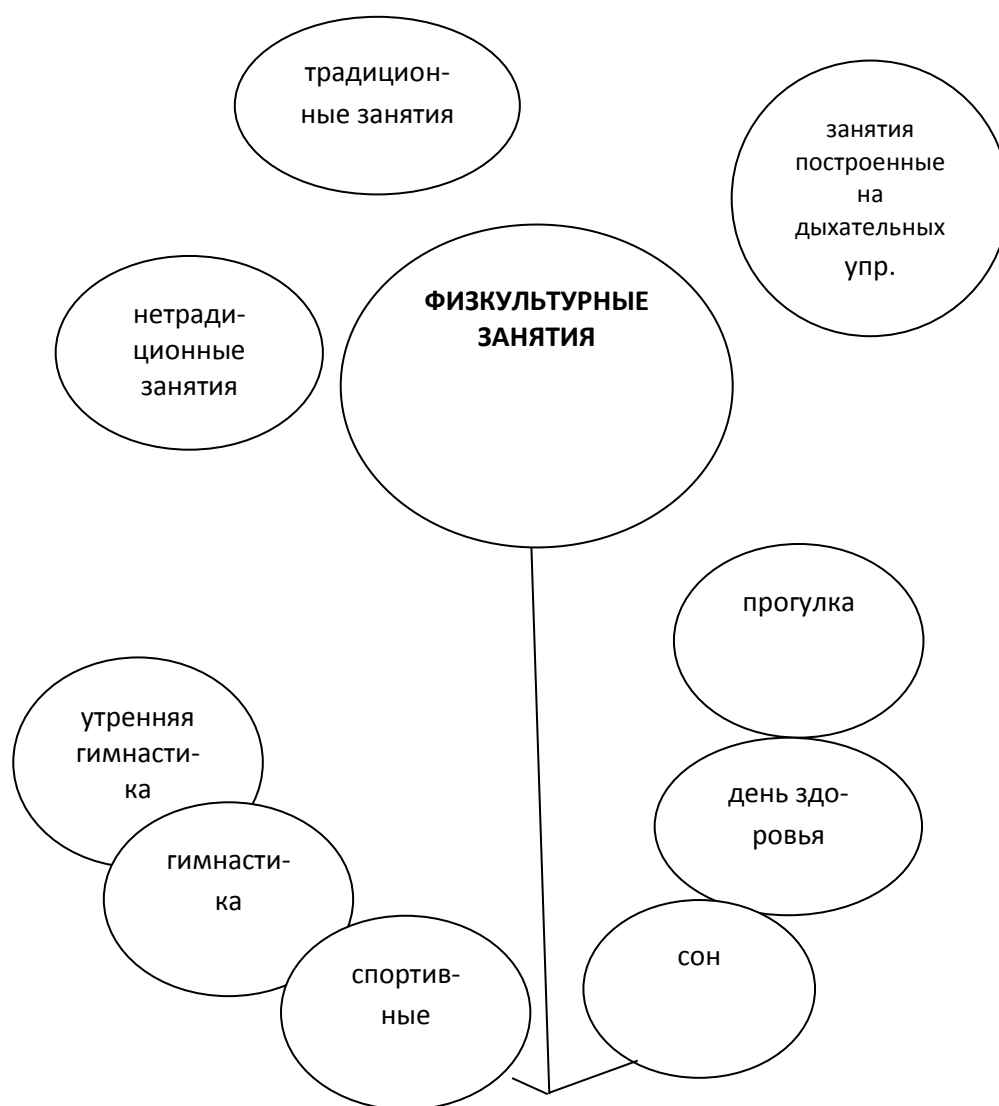 традицион-
ные занятия
занятия
построенные
на
дыхательных
упр.
ФИЗКУЛЬТУРНЫЕ
ЗАНЯТИЯ
нетради-
ционные
занятия
прогулка
утренняя
гимнасти-
ка
день здо-
ровья
гимнасти-
ка
сон
спортив-
ные